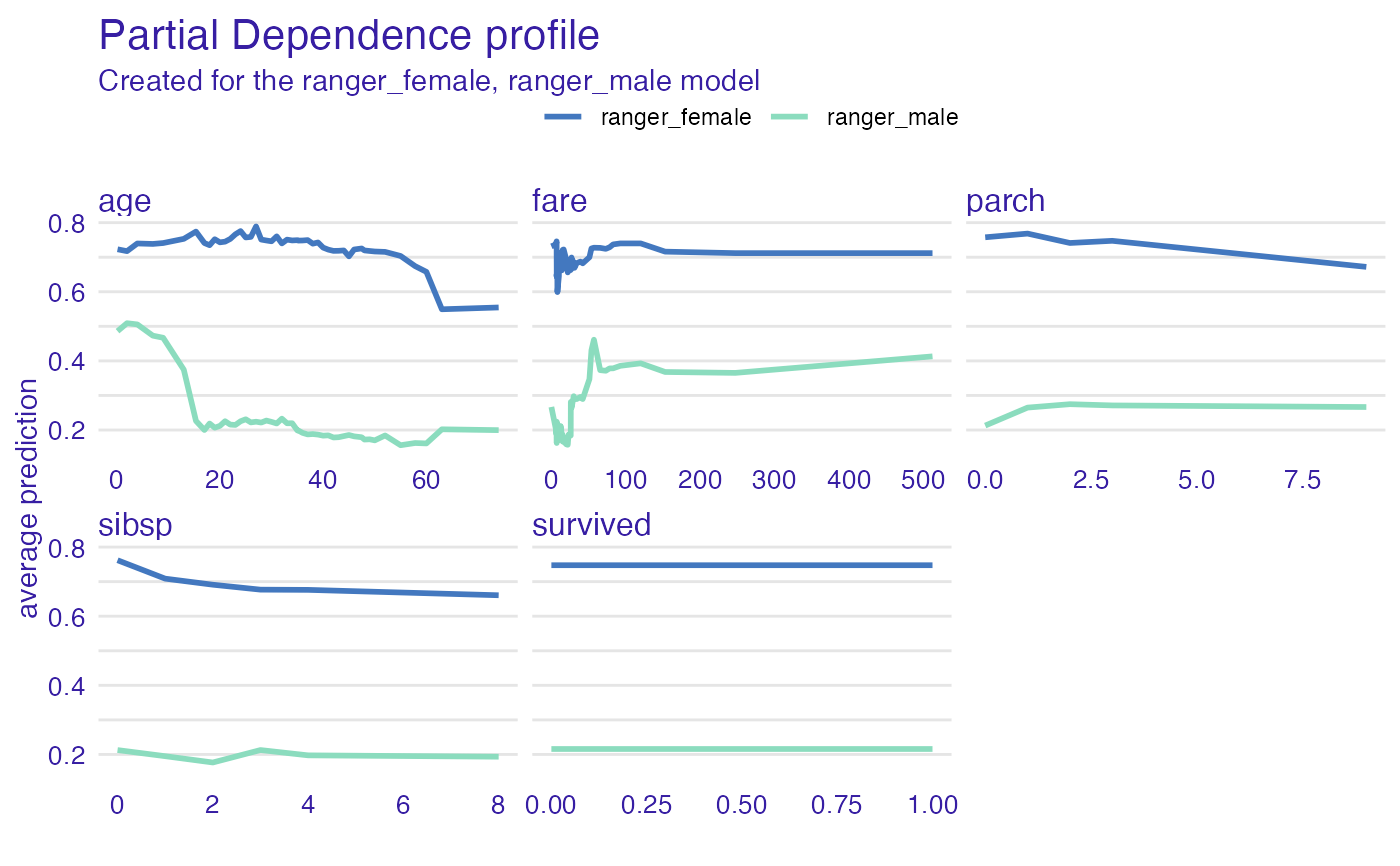 Partial Dependence profile
Created for the ranger_female, ranger_male model
ranger_female ranger_male
age fare parch
0.8
0.6
0.4
0.2
0 20 40 60 0 100 200 300 400 500 0.0 2.5 5.0 7.5
average prediction
sibsp survived
0.8
0.6
0.4
0.2
0 2 4 6 8 0.00 0.25 0.50 0.75 1.00